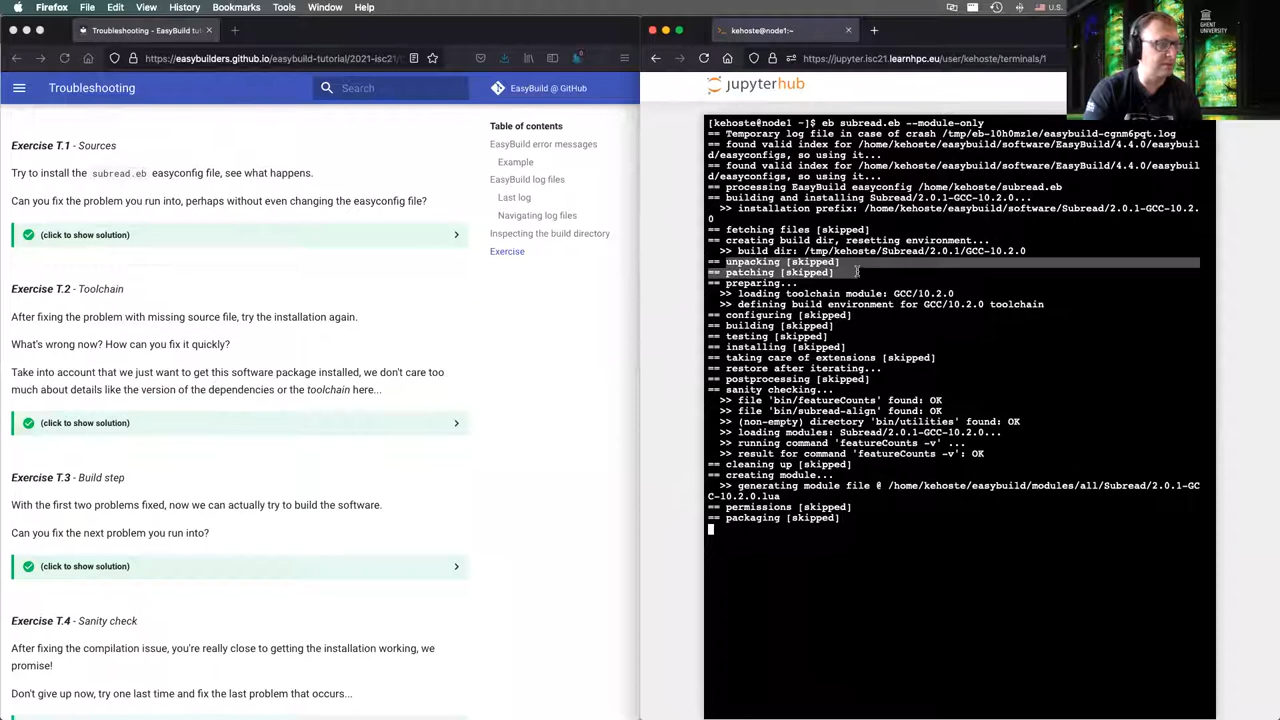 Firefox File Edit View History Bookmarks Tools Window Help
Troubleshooting - EasyBuild tut
https://easybuilders.github.io/easybuild-tutorial/2021-isc21/
Troubleshooting
Search
EasyBuild @ GitHub
Exercise T.1 - Sources
Try to install the subread.eb easyconfig file, see what happens.
Can you fix the problem you run into, perhaps without even changing the easyconfig file?
(click to show solution)
Exercise T.2 - Toolchain
After fixing the problem with missing source file, try the installation again.
What's wrong now? How can you fix it quickly?
Take into account that we just want to get this software package installed, we don't care too
much about details like the version of the dependencies or the toolchain here...
(click to show solution)
Exercise T.3 - Build step
With the first two problems fixed, now we can actually try to build the software.
Can you fix the next problem you run into?
(click to show solution)
Exercise T.4 - Sanity check
After fixing the compilation issue, you're really close to getting the installation working, we
promise!
Don't give up now, try one last time and fix the last problem that occurs...
Table of contents
EasyBuild error messages
Example
EasyBuild log files
Last log
Navigating log files
Inspecting the build directory
Exercise
kehoste@node1:~
https://jupyter.isc21.learnhpc.eu/user/kehoste/terminals/1
jupyterhub
[kehoste@node1 ~]$ eb subread.eb --module-only
== Temporary log file in case of crash /tmp/eb-10h0mzle/easybuild-cgnm6pqt.log
== found valid index for /home/kehoste/software/EasyBuild/4.4.0/easybuil
d/easyconfigs, so using it...
== found valid index for /home/kehoste/software/EasyBuild/4.4.0/easybuil
d/easyconfigs, so using it...
== processing EasyBuild easyconfig /home/kehoste/subread.eb
== building and installing Subread/2.0.1-GCC-10.2.0...
>> installation prefix: /home/kehoste/easybuild/software/Subread/2.0.1-GCC-10.2.
0
== fetching files [skipped]
== creating build dir, resetting environment...
>> build dir: /tmp/kehoste/Subread/2.0.1/GCC-10.2.0
== unpacking [skipped]
== patching [skipped]
== preparing...
>> loading toolchain module: GCC/10.2.0
>> defining build environment for GCC/10.2.0 toolchain
== configuring [skipped]
== building [skipped]
== testing [skipped]
== installing [skipped]
== taking care of extensions [skipped]
== restore after iterating...
== postprocessing [skipped]
== sanity checking...
>> file 'bin/featureCounts' found: OK
>> file 'bin/subread-align' found: OK
>> (non-empty) directory 'bin/utilities' found: OK
>> loading modules: Subread/2.0.1-GCC-10.2.0...
>> running command 'featureCounts -v' ...
>> result for command 'featureCounts -v': OK
== cleaning up [skipped]
== creating module...
>> generating module file @ /home/kehoste/easybuild/modules/all/Subread/2.0.1-GC
C-10.2.0.lua
== permissions [skipped]
== packaging [skipped]
GHENT
UNIVERSITY